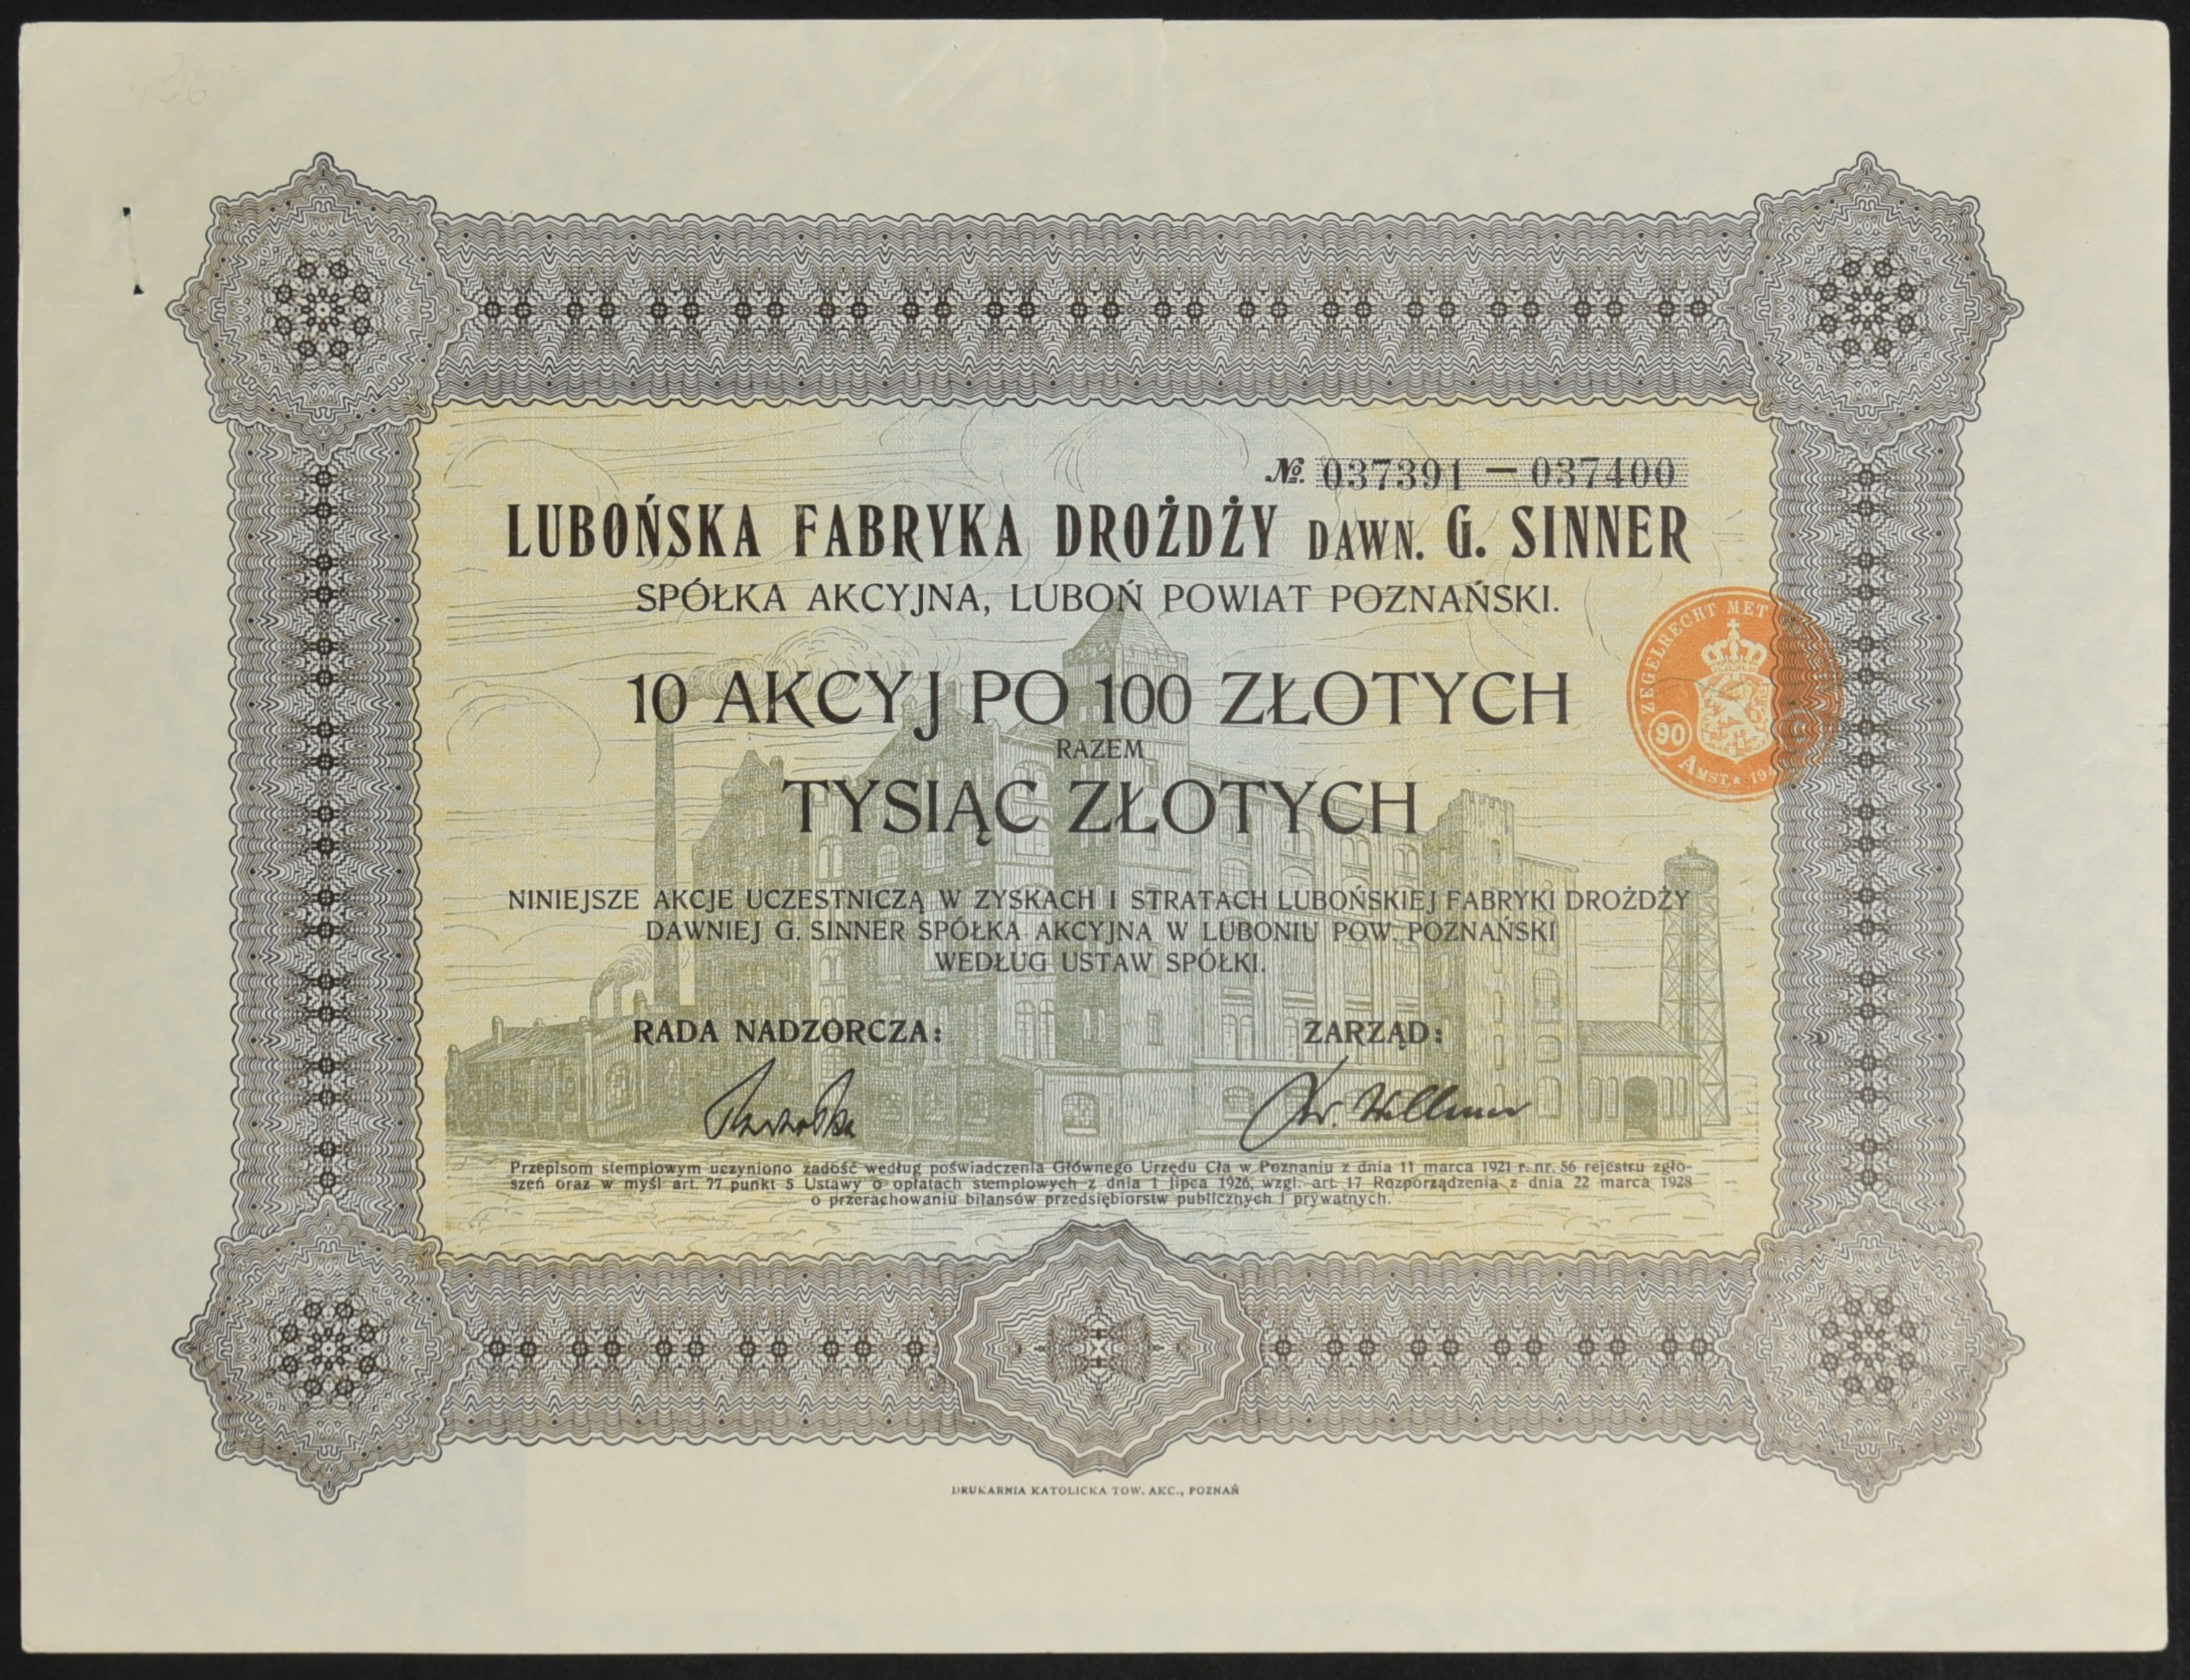 № 037391 — 037400
LUBOŃSKA FABRYKA DROŻDŻY DAWN. G. SINNER
SPÓŁKA AKCYJNA, LUBOŃ POWIAT POZNAŃSKI.
10 AKCYJ PO 100 ZŁOTYCH
RAZEM
TYSIĄC ZŁOTYCH
ZEGELRECHT MET
90 C
AMST. * 194
NINIEJSZE AKCJE UCZESTNICZĄ W ZYSKACH I STRATACH LUBOŃSKIEJ FABRYKI DROŻDŻY
DAWNIEJ G. SINNER SPÓŁKA AKCYJNA W LUBONIU POW. POZNAŃSKI
WEDŁUG USTAW SPÓŁKI.
RADA NADZORCZA: ZARZĄD:
Przepisom stemplowym uczyniono zadość według poświadczenia Głównego Urzędu Cła w Poznaniu z dnia 11 marca 1921 r. nr. 56 rejestru zgło-
szeń oraz w myśl art. 77 punkt 5 Ustawy o opłatach stemplowych z dnia 1 lipca 1926, wzgl. art. 17 Rozporządzenia z dnia 22 marca 1928
o przerachowaniu bilansów przedsiębiorstw publicznych i prywatnych.
DRUKARNIA KATOLICKA TOW. AKC., POZNAŃ